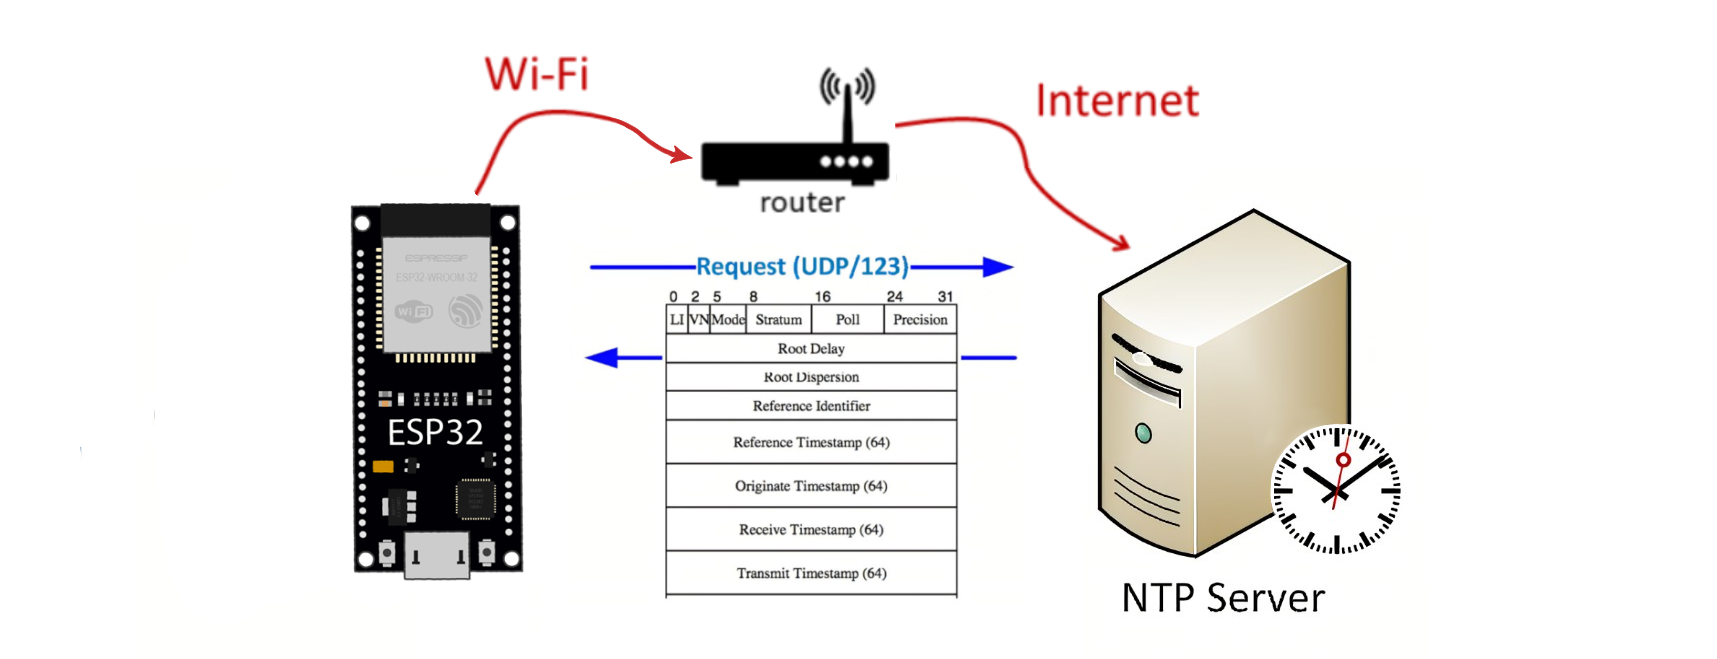 Wi-Fi
Internet
router
ESPRESSIF
ESP32-WROOM-32
WiFi
ESP32
Request (UDP/123)
0 2 5 8 16 24 31
LI VN Mode Stratum Poll Precision
Root Delay
Root Dispersion
Reference Identifier
Reference Timestamp (64)
Originate Timestamp (64)
Receive Timestamp (64)
Transmit Timestamp (64)
NTP Server